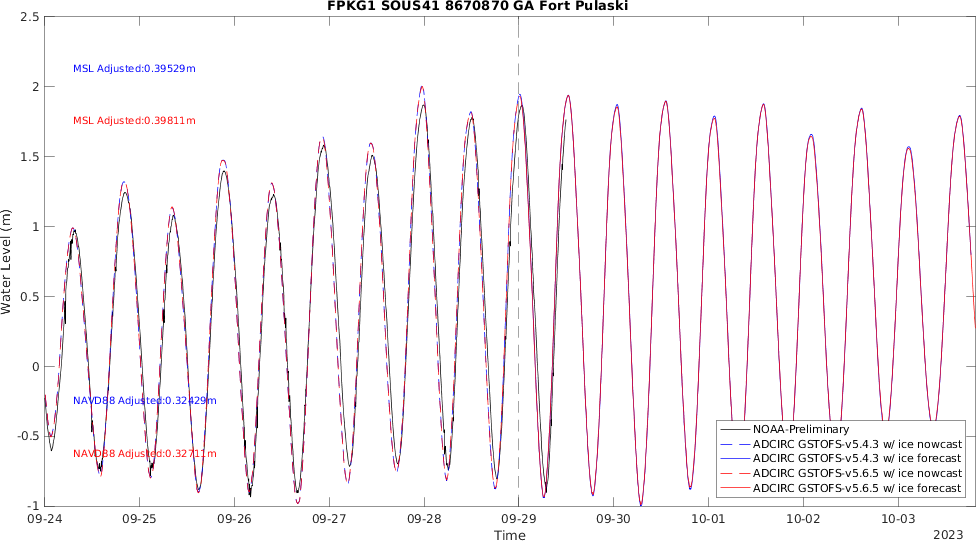 FPKG1 SOUS41 8670870 GA Fort Pulaski
2.5
MSL Adjusted:0.39529m
2
MSL Adjusted:0.39811m
1.5
1
Water Level (m)
0.5
0
NAVD88 Adjusted:0.32429m
-0.5
NAVD88 Adjusted:0.32711m
-1
NOAA-Preliminary
ADCIRC GSTOFS-v5.4.3 w/ ice nowcast
ADCIRC GSTOFS-v5.4.3 w/ ice forecast
ADCIRC GSTOFS-v5.6.5 w/ ice nowcast
ADCIRC GSTOFS-v5.6.5 w/ ice forecast
09-24 09-25 09-26 09-27 09-28 09-29 09-30 10-01 10-02 10-03
Time
2023